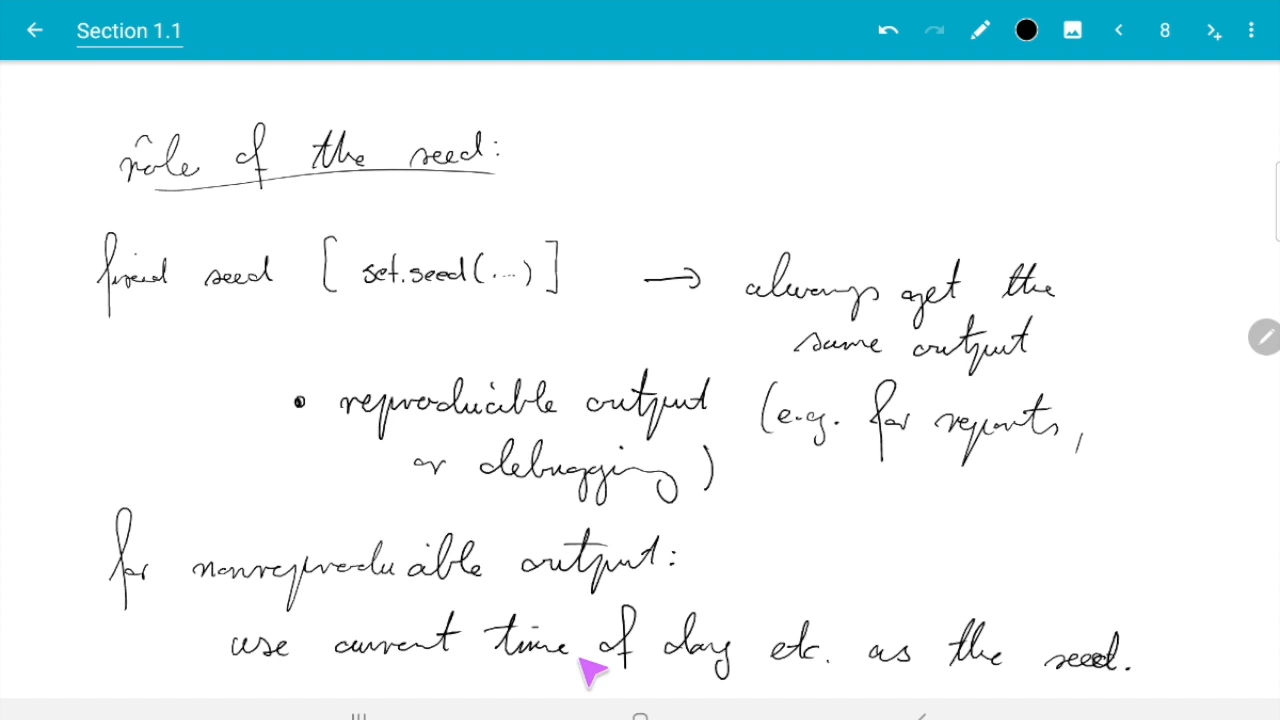 Section 1.1
8
rôle of the seed:
fixed seed [ set.seed(...) ] → always get the
same output
• reproducible output (e.g. for reports,
or debugging)
for nonreproducible output:
use current time of day etc. as the seed.